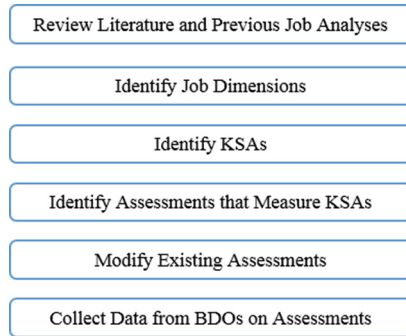 Review Literature and Previous Job Analyses
Identify Job Dimensions
Identify KSAs
Identify Assessments that Measure KSAs
Modify Existing Assessments
Collect Data from BDOs on Assessments